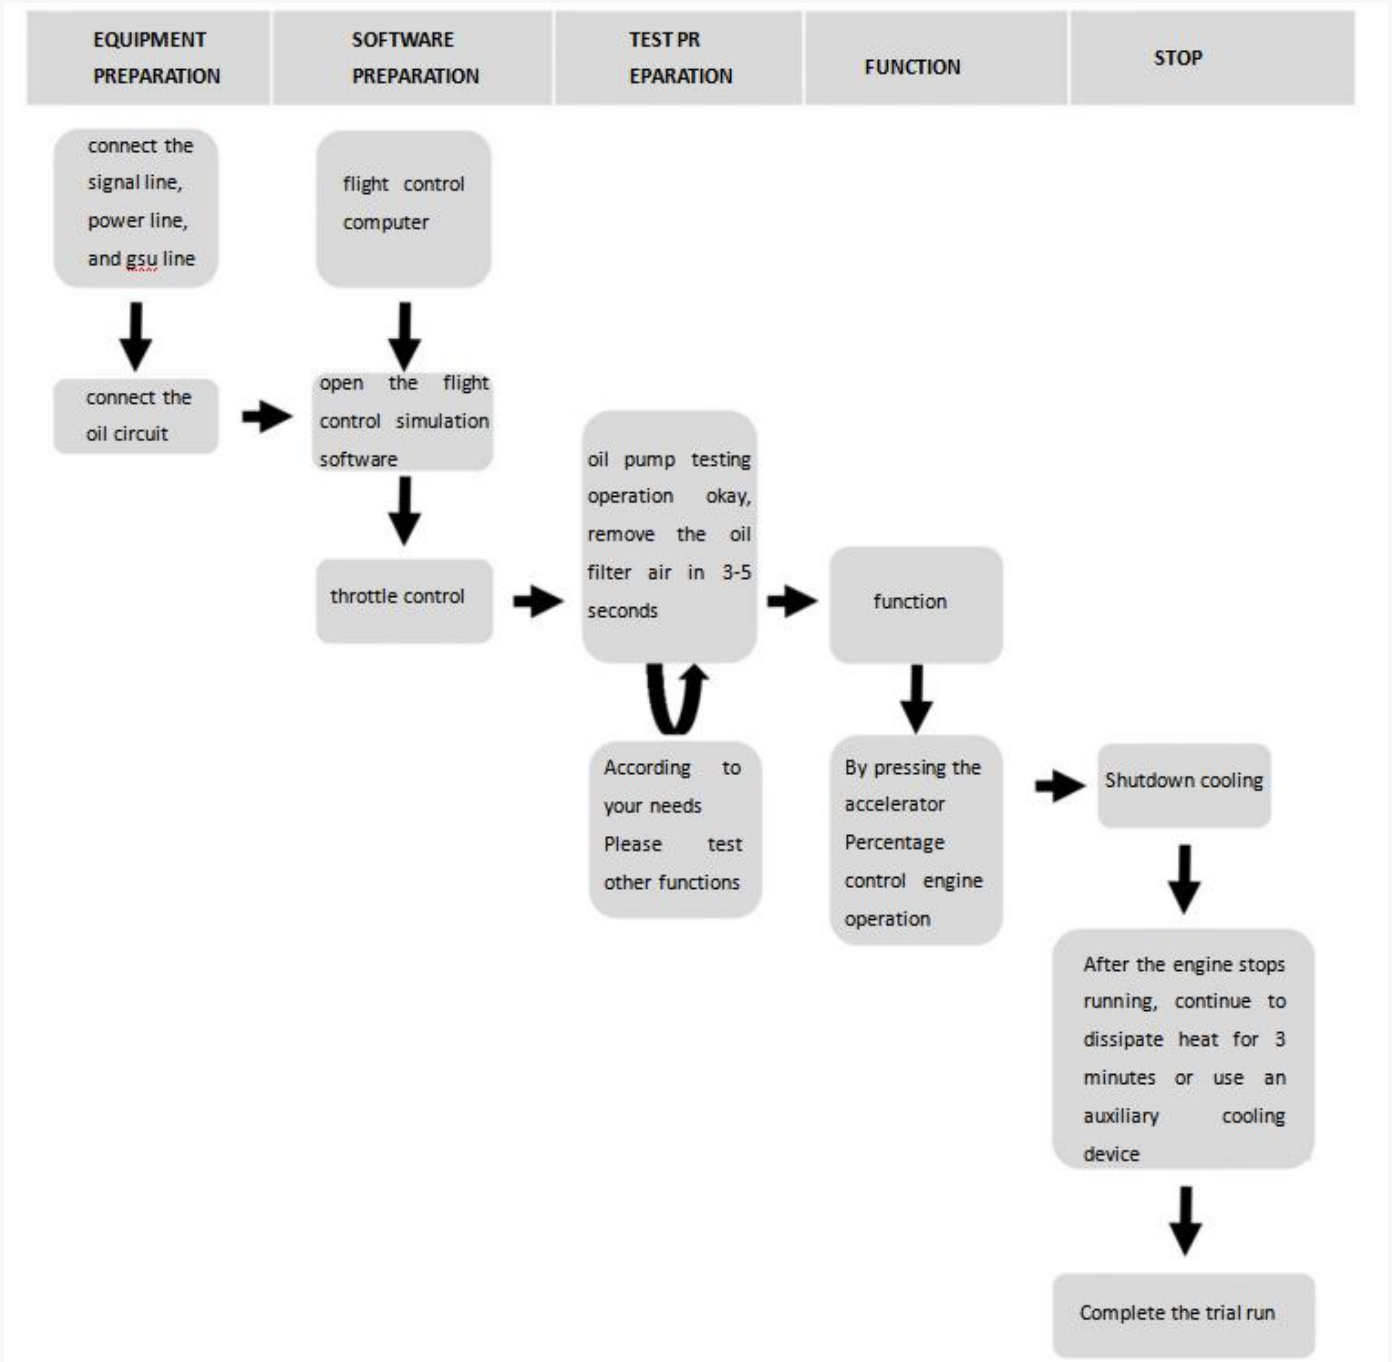 EQUIPMENT
PREPARATION
SOFTWARE
PREPARATION
TEST PR
EPARATION
FUNCTION
STOP
connect the
signal line,
power line,
and gsu line
connect the
oil circuit
flight control
computer
open the flight
control simulation
software
throttle control
oil pump testing
operation okay,
remove the oil
filter air in 3-5
seconds
According to
your needs
Please test
other functions
function
By pressing the
accelerator
Percentage
control engine
operation
Shutdown cooling
After the engine stops
running, continue to
dissipate heat for 3
minutes or use an
auxiliary cooling
device
Complete the trial run